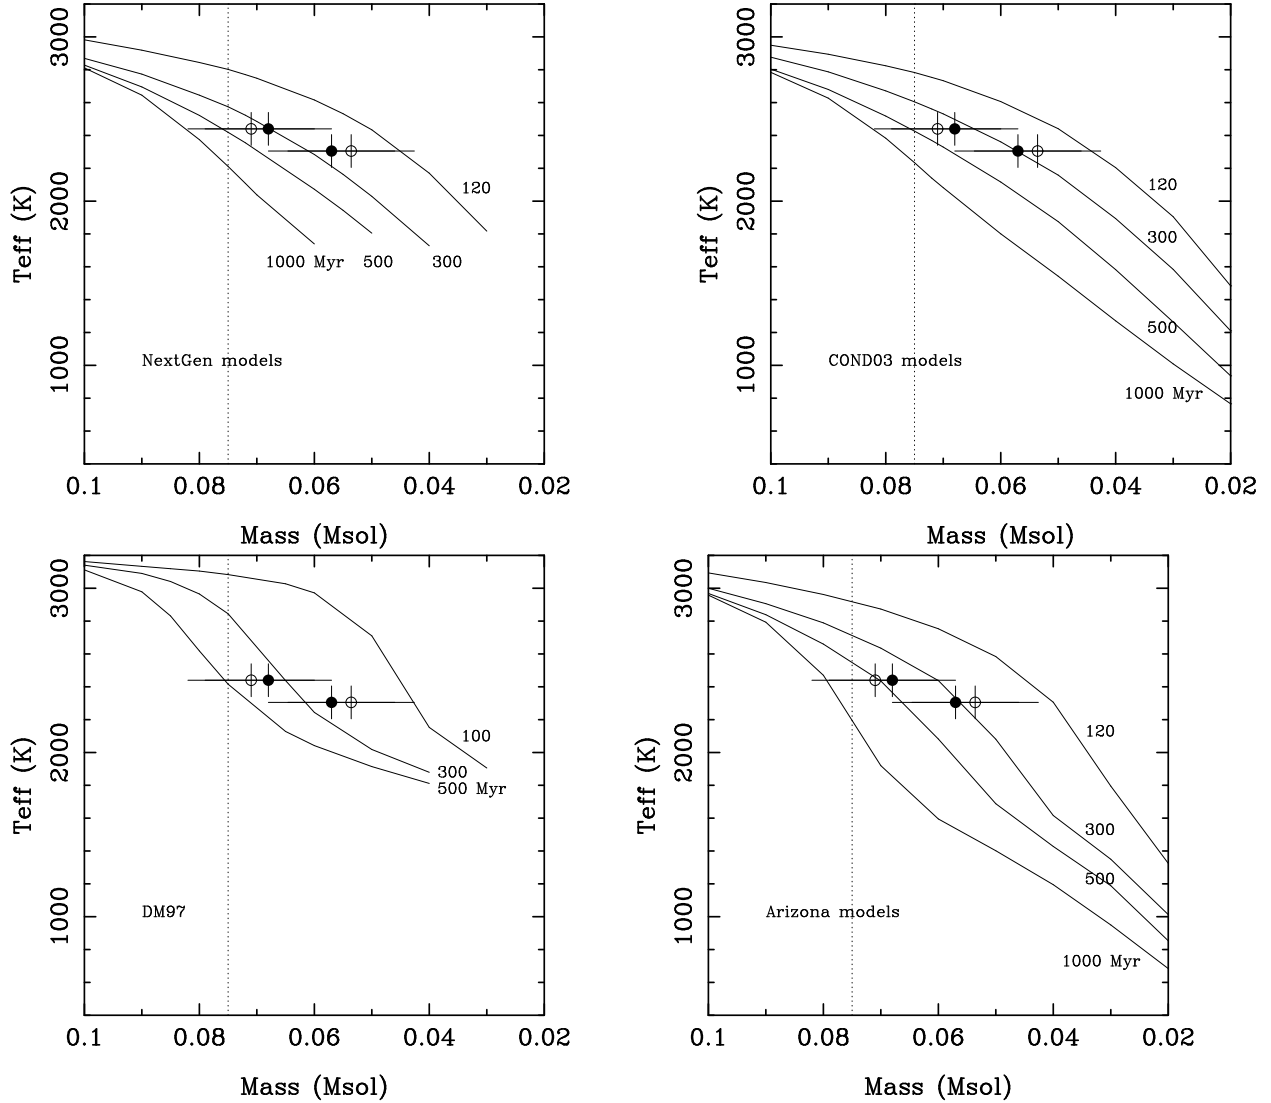 3000
2000
1000
Teff (K)
120
1000 Myr 500 300
NextGen models
0.1 0.08 0.06 0.04 0.02
Mass (Msol)
3000
2000
1000
Teff (K)
120
300
500
COND03 models
1000 Myr
0.1 0.08 0.06 0.04 0.02
Mass (Msol)
3000
2000
1000
Teff (K)
100
300
500 Myr
DM97
0.1 0.08 0.06 0.04 0.02
Mass (Msol)
3000
2000
1000
Teff (K)
120
300
500
Arizona models
1000 Myr
0.1 0.08 0.06 0.04 0.02
Mass (Msol)